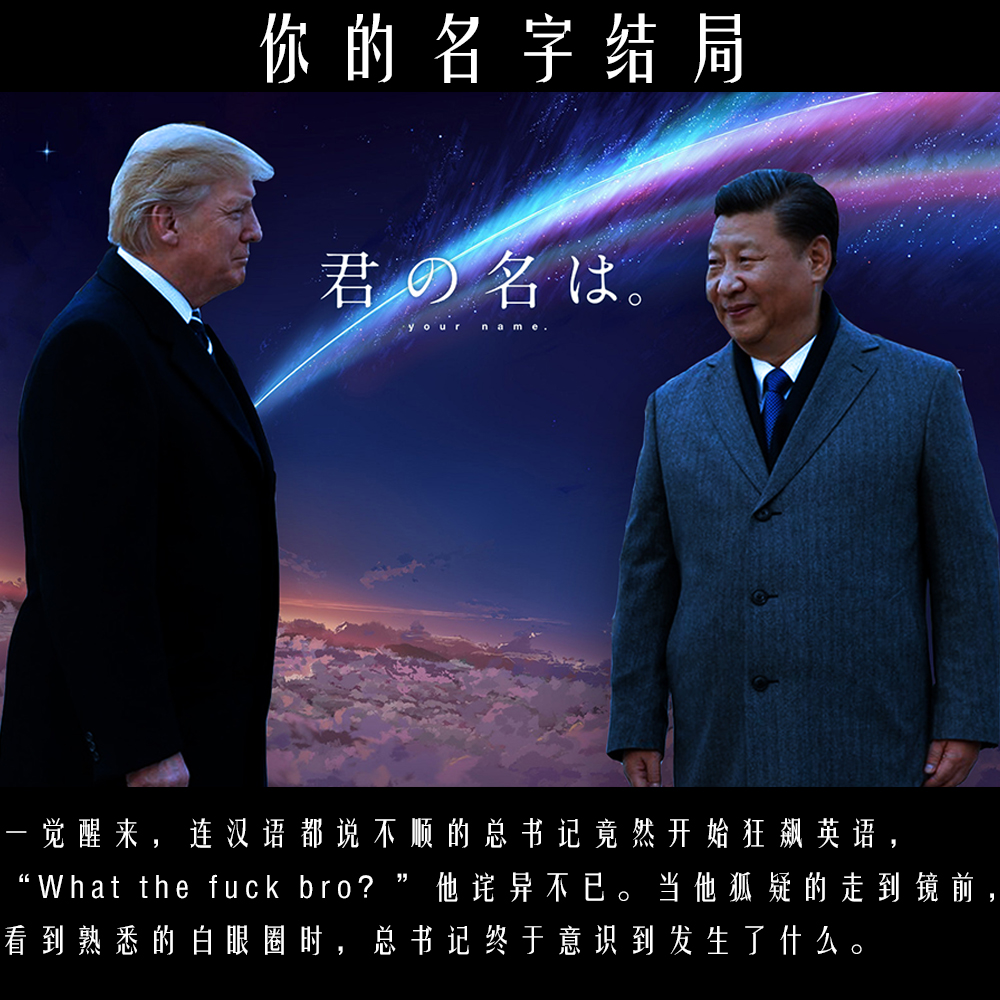 你的名字结局
君の名は。
your name.
一觉醒来，连汉语都说不顺的总书记竟然开始狂飙英语，
“What the fuck bro？”他诧异不已。当他狐疑的走到镜前，
看到熟悉的白眼圈时，总书记终于意识到发生了什么。